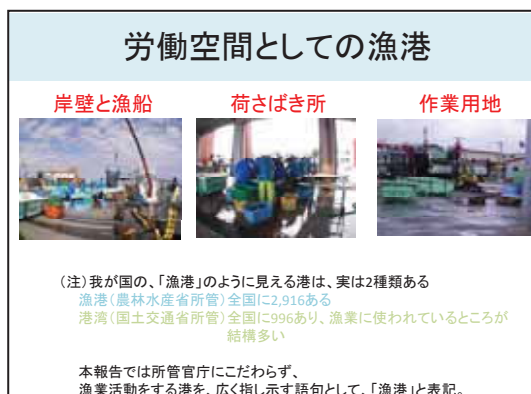 労働空間としての漁港
岸壁と漁船
荷さばき所
作業用地
(注)我が国の、「漁港」のように見える港は、実は2種類ある
漁港(農林水産省所管)全国に2,916ある
港湾(国土交通省所管)全国に996あり、漁業に使われているところが
結構多い
本報告では所管官庁にこだわらず、
漁業活動をする港を、広く指し示す語句として、「漁港」と表記。